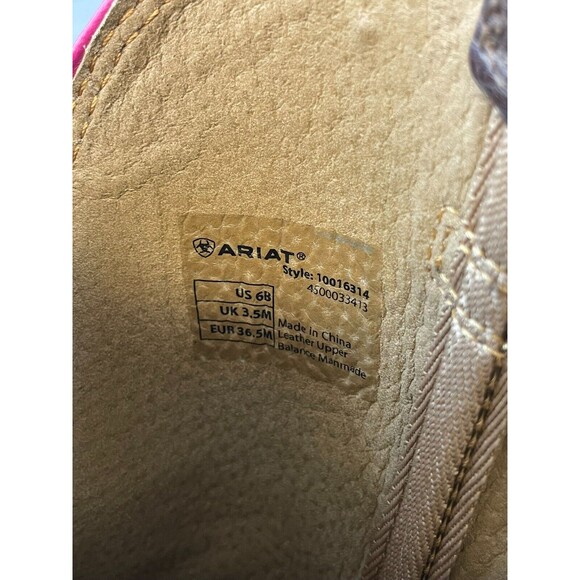 ARIAT®
Style: 10016314
4500033413
US 6B
UK 3.5M
EUR 36.5M
Made in China
Leather Upper
Balance Manmade